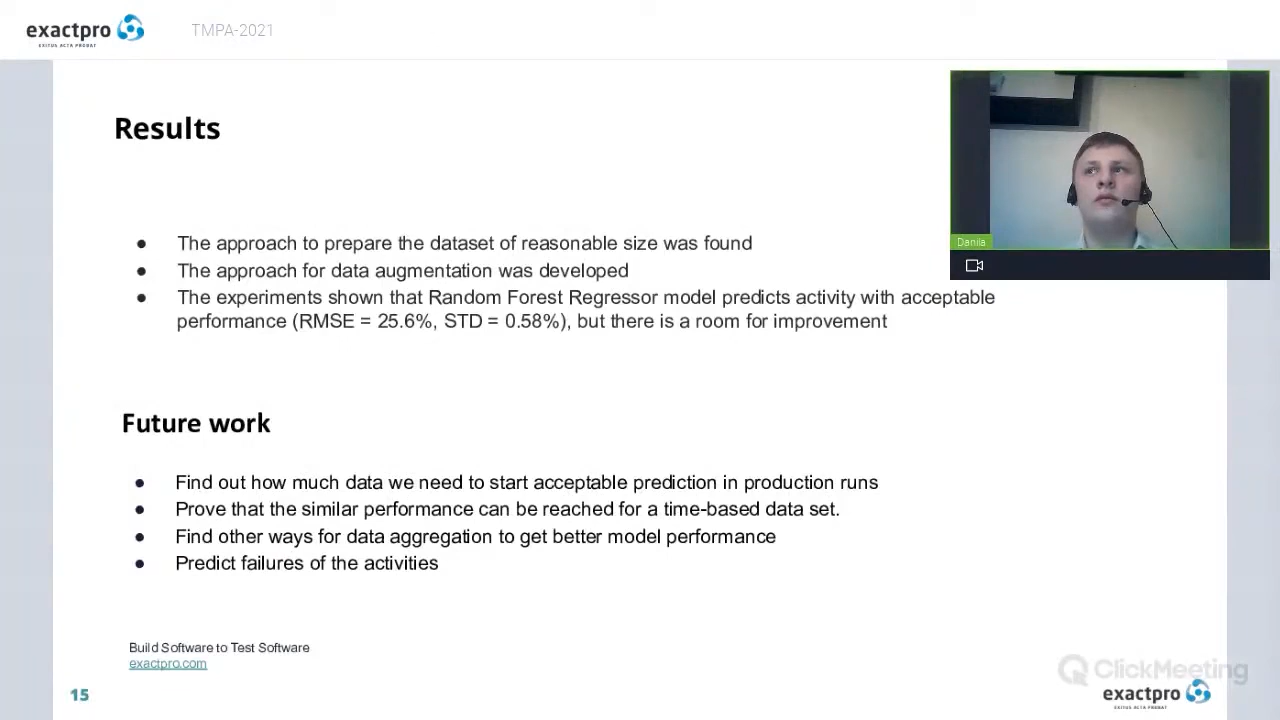 exactpro
EXITUS ACTA PROBAT
TMPA-2021
Results
Danila
● The approach to prepare the dataset of reasonable size was found
● The approach for data augmentation was developed
● The experiments shown that Random Forest Regressor model predicts activity with acceptable
performance (RMSE = 25.6%, STD = 0.58%), but there is a room for improvement
Future work
● Find out how much data we need to start acceptable prediction in production runs
● Prove that the similar performance can be reached for a time-based data set.
● Find other ways for data aggregation to get better model performance
● Predict failures of the activities
Build Software to Test Software
exactpro.com
ClickMeeting
15
exactpro
EXITUS ACTA PROBAT